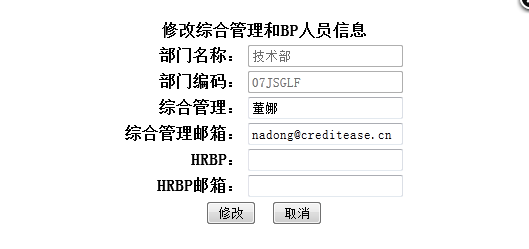 修改综合管理和BP人员信息
部门名称： 技术部
部门编码： 07JSGLF
综合管理： 董娜
综合管理邮箱： nadong@creditease.cn
HRBP：
HRBP邮箱：
修改 取消